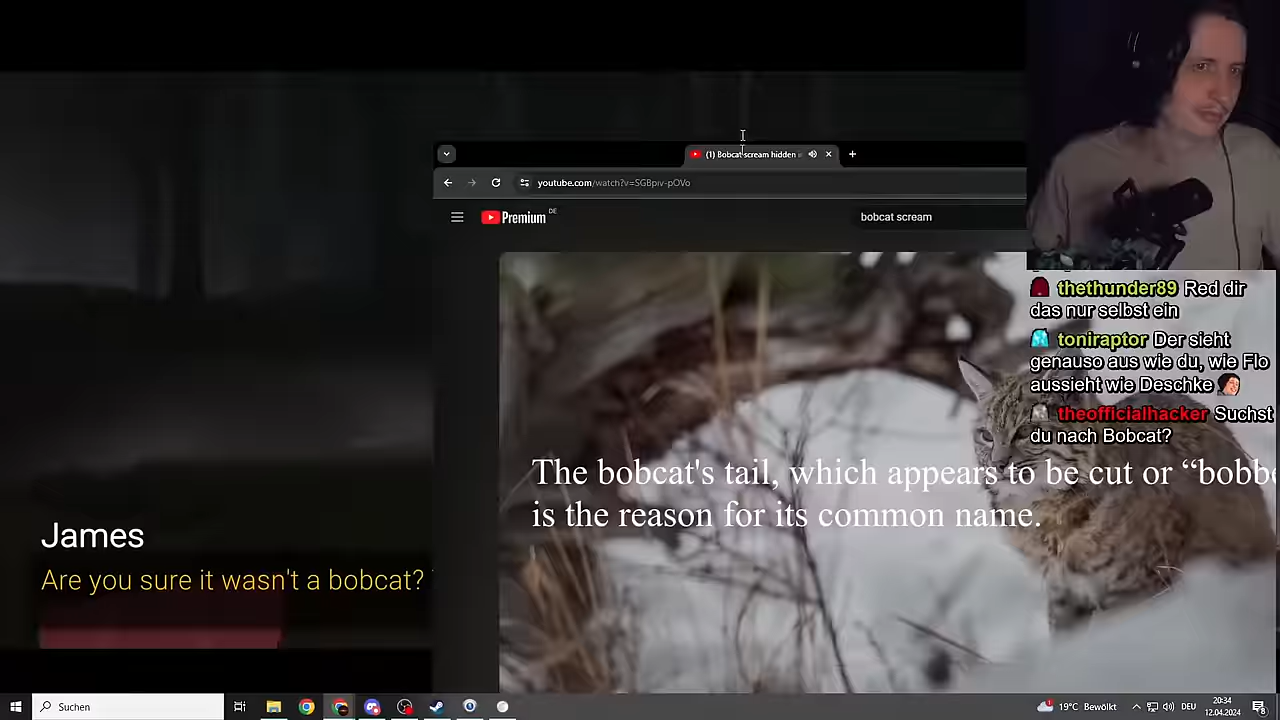 (1) Bobcat scream hidden
youtube.com/watch?v=SGBpiv-pOVo
Premium DE
bobcat scream
thethunder89 Red dir
das nur selbst ein
toniraptor Der sieht
genauso aus wie du, wie Flo
aussieht wie Deschke
theofficialhacker Suchst
du nach Bobcat?
The bobcat's tail, which appears to be cut or “bobb
is the reason for its common name.
James
Are you sure it wasn't a bobcat?
Suchen
19°C Bewölkt
DEU
20:34
12.04.2024